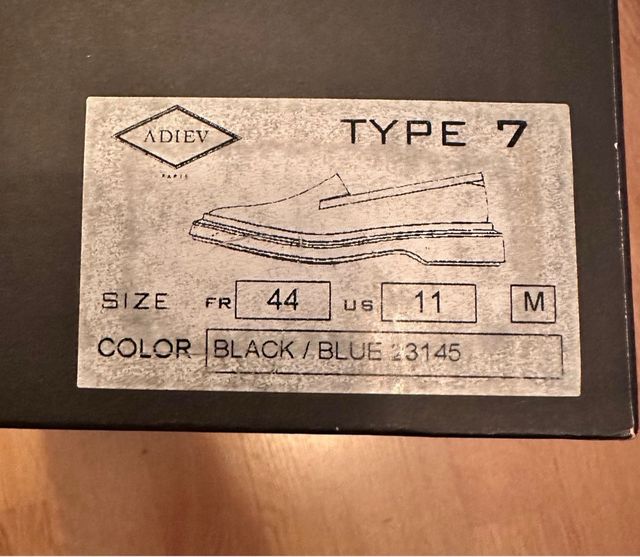 ADIEV
PARIS
TYPE 7
SIZE FR 44 US 11 M
COLOR BLACK / BLUE 23145